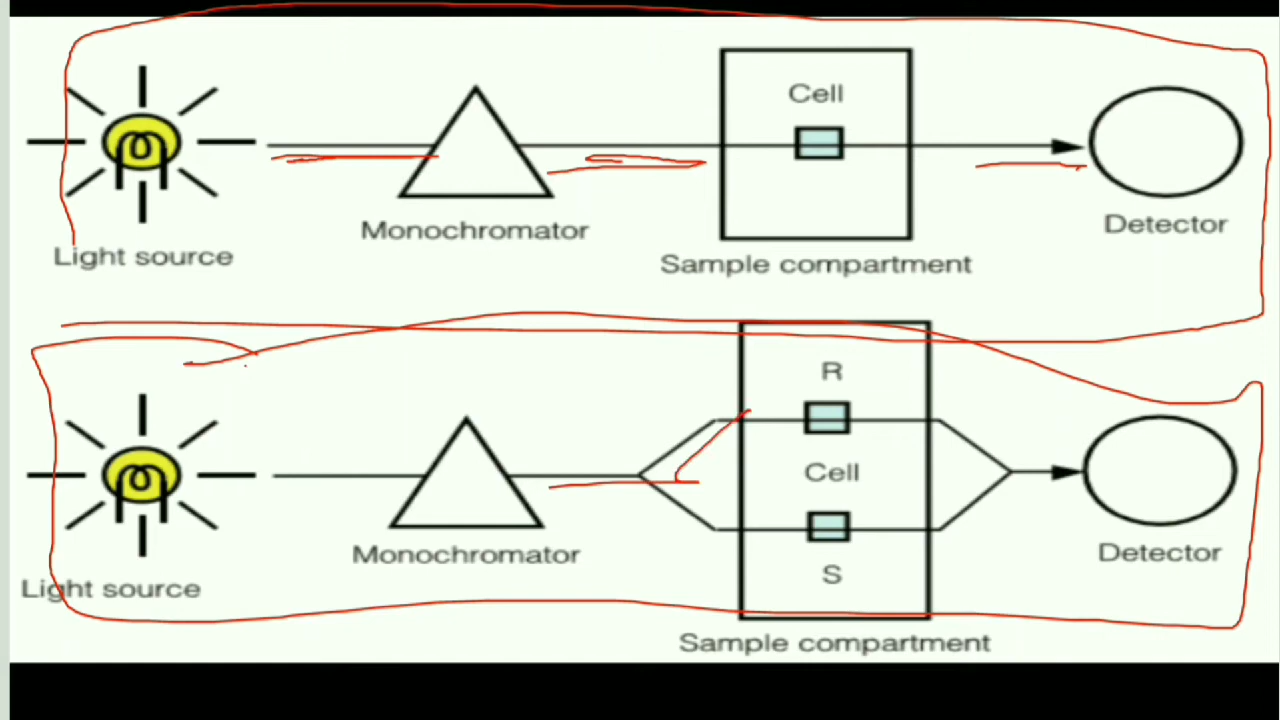 Cell
Monochromator
Detector
Light source
Sample compartment
R
Cell
Monochromator
Detector
S
Light source
Sample compartment